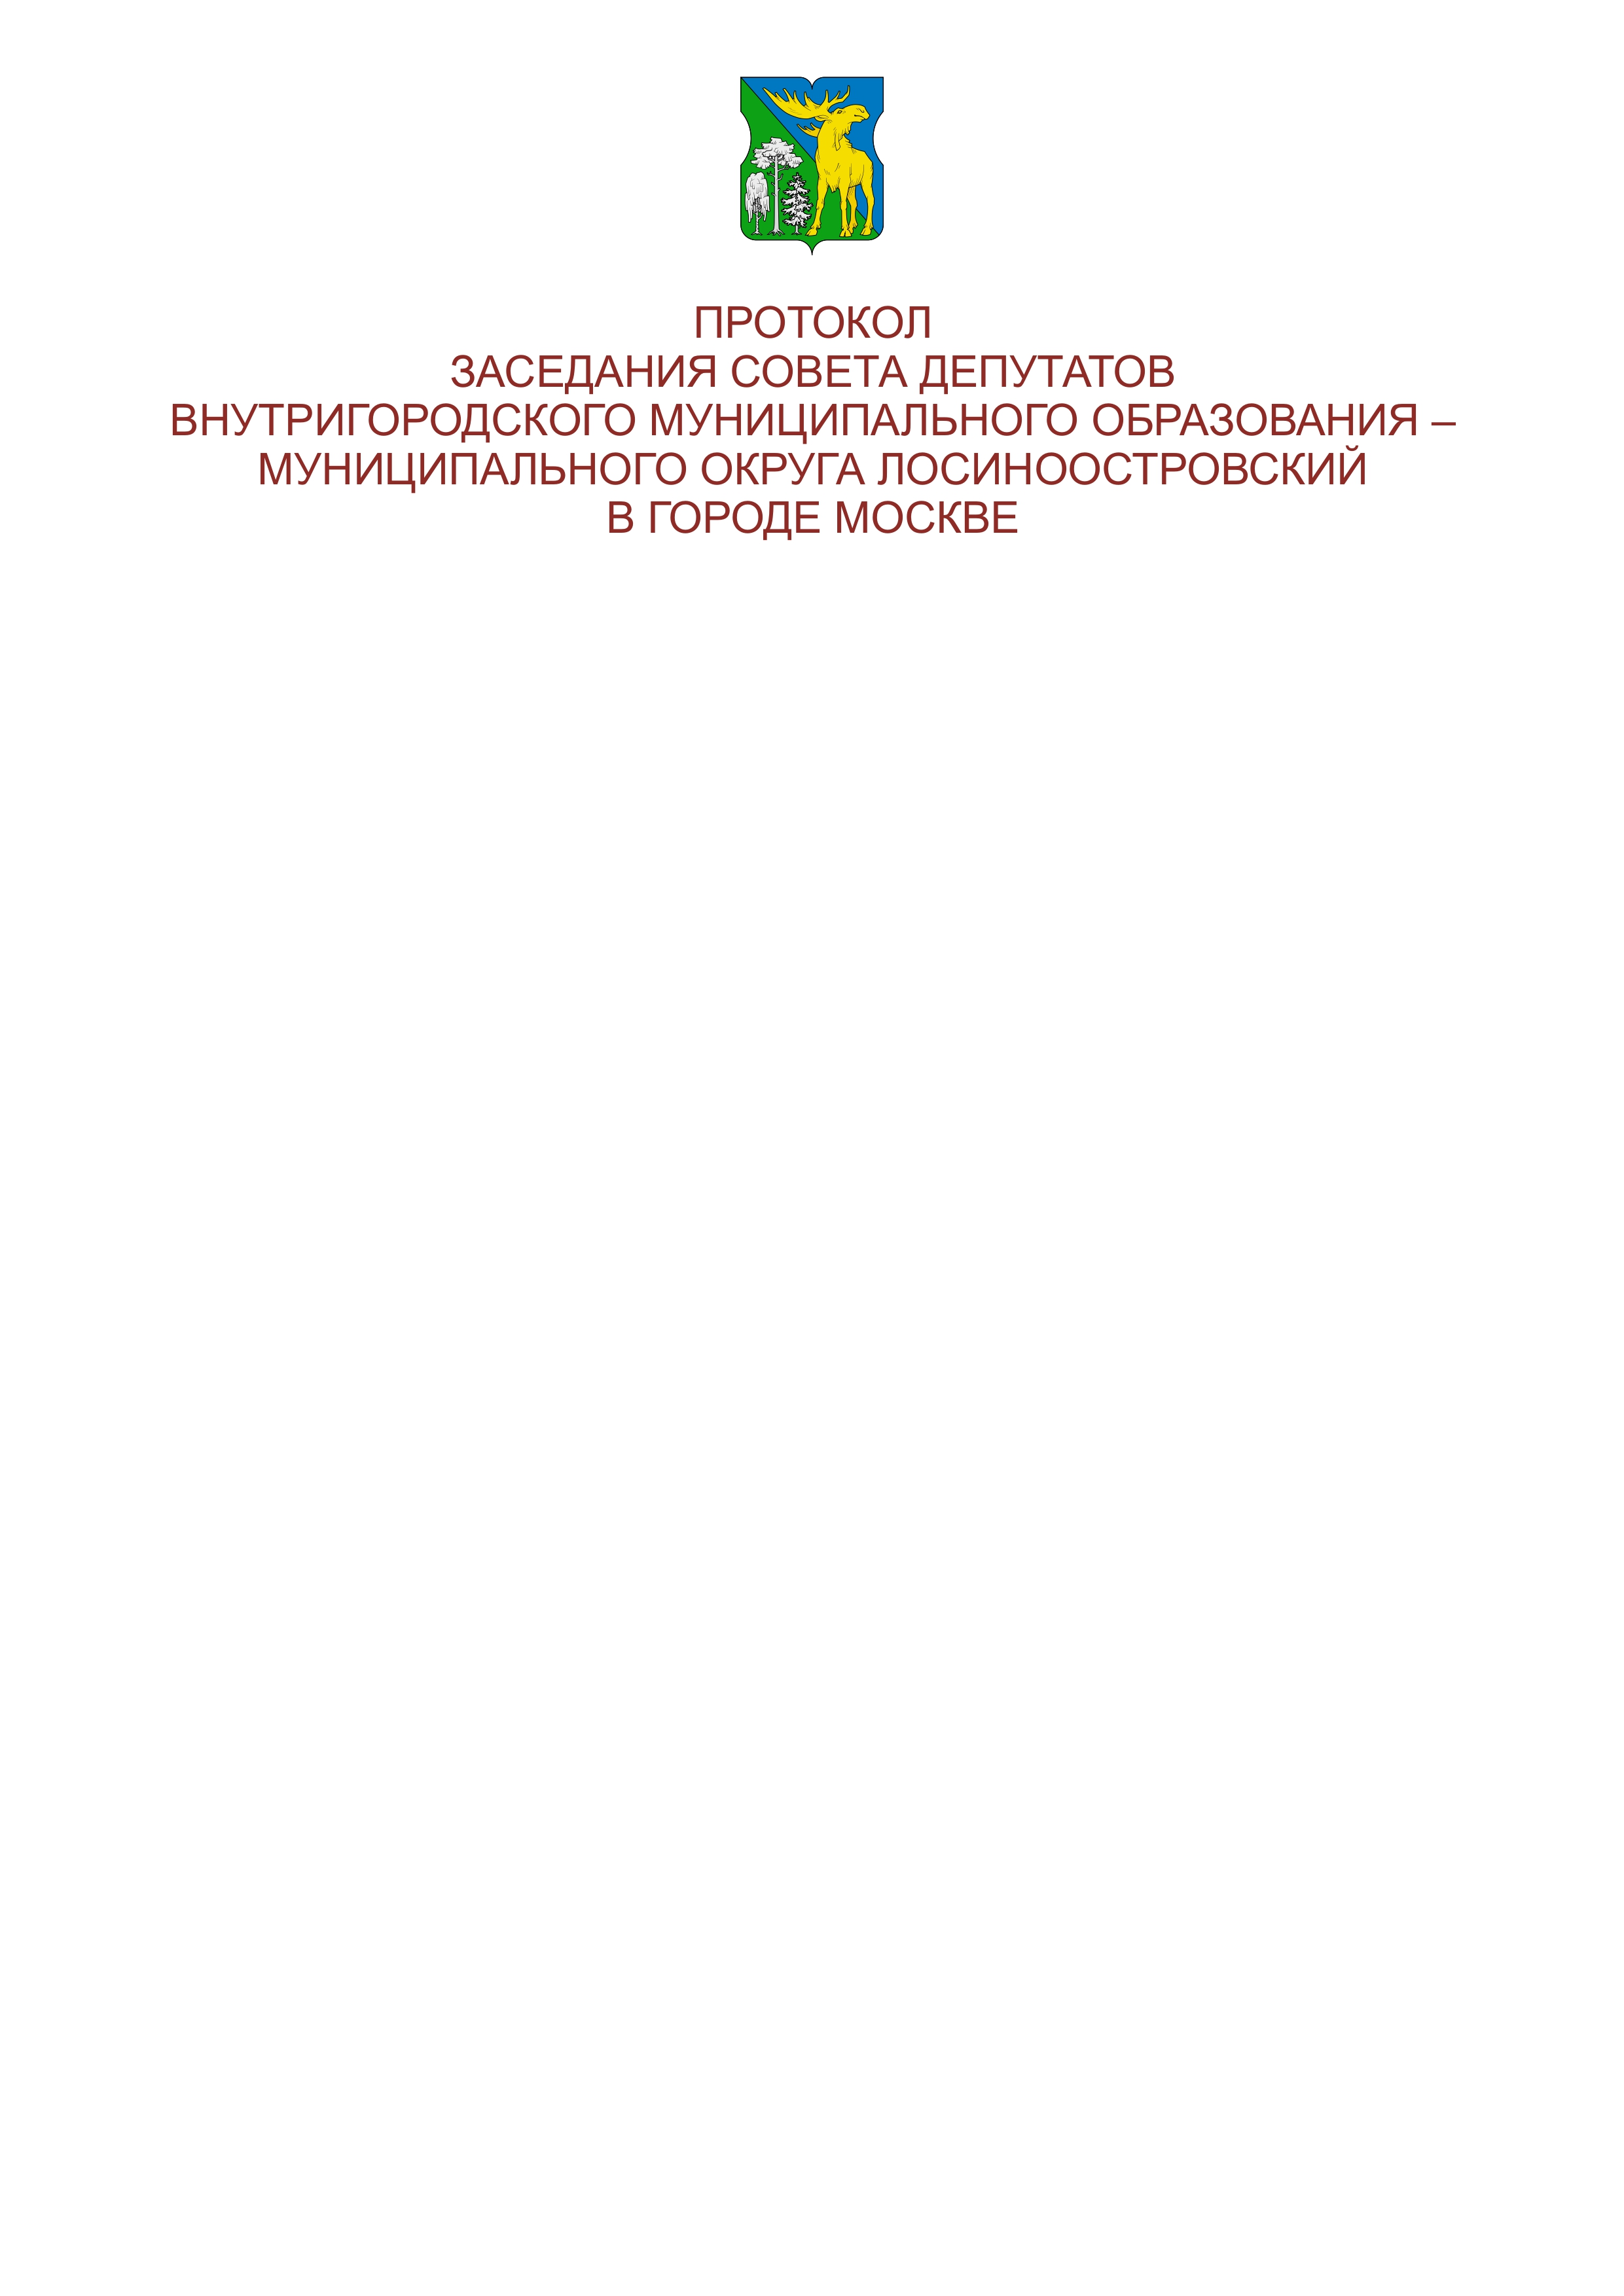 ПРОТОКОЛ
ЗАСЕДАНИЯ СОВЕТА ДЕПУТАТОВ
ВНУТРИГОРОДСКОГО МУНИЦИПАЛЬНОГО ОБРАЗОВАНИЯ –
МУНИЦИПАЛЬНОГО ОКРУГА ЛОСИНООСТРОВСКИЙ
В ГОРОДЕ МОСКВЕ